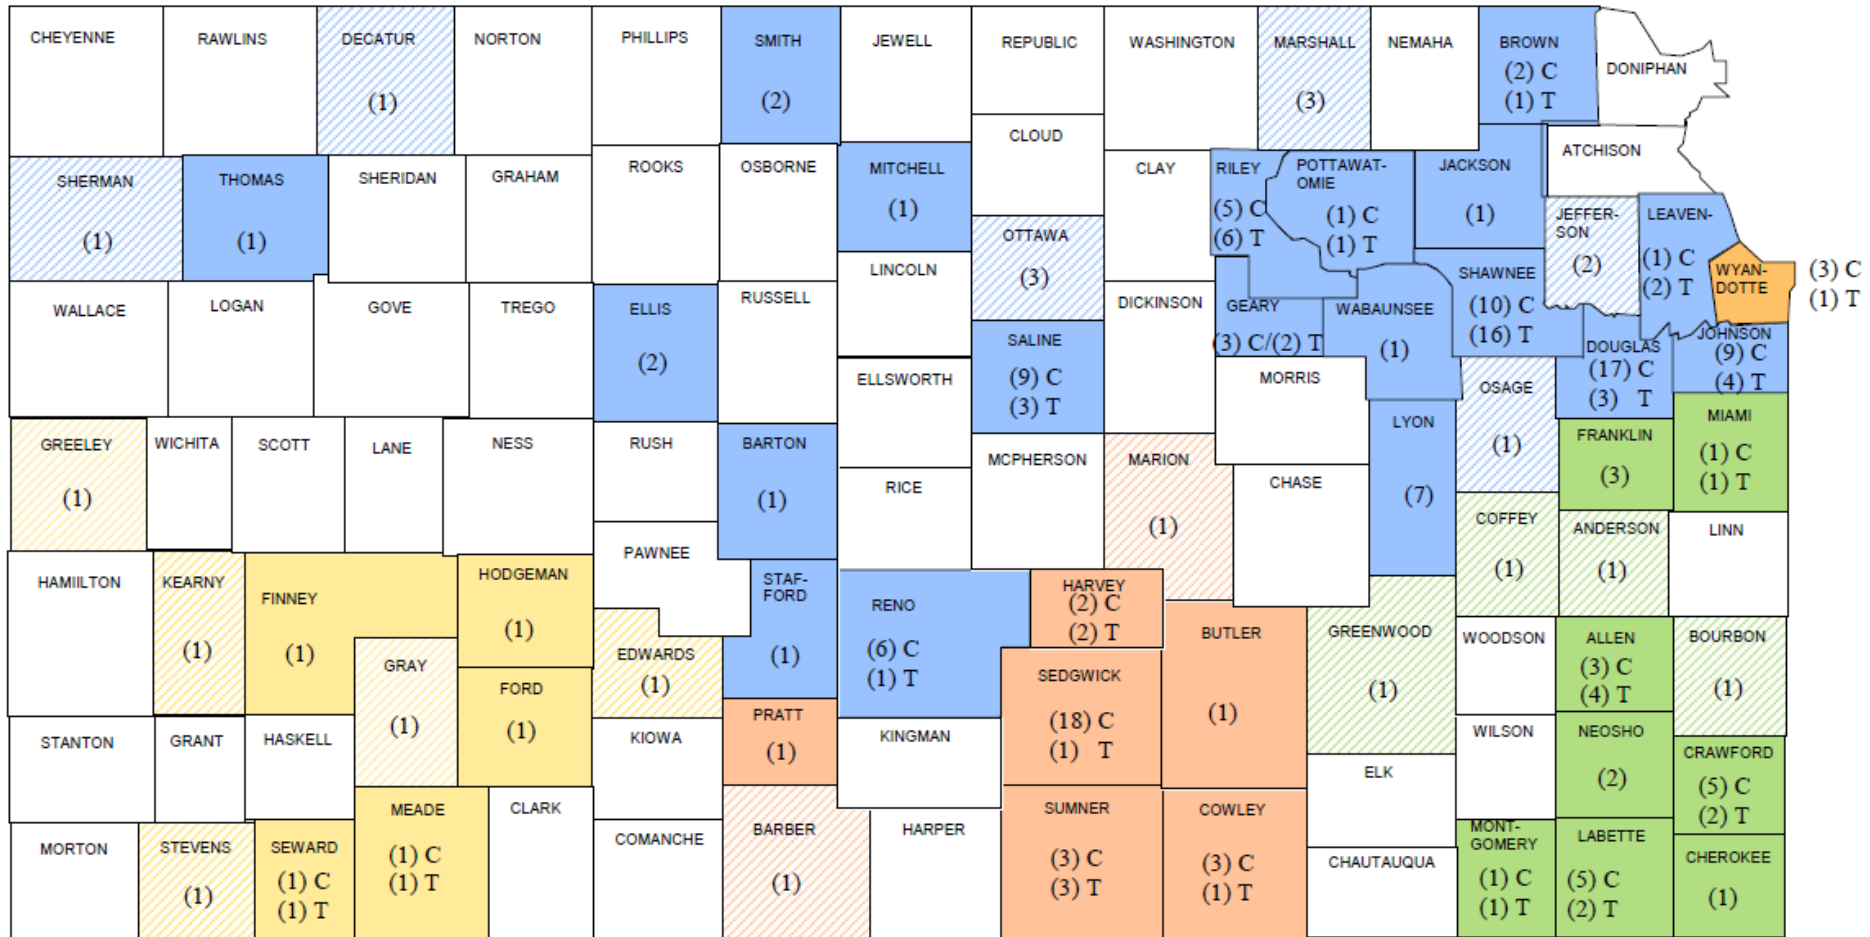 CHEYENNE
RAWLINS
DECATUR
(1)
NORTON
PHILLIPS
SMITH
(2)
JEWELL
REPUBLIC
WASHINGTON
MARSHALL
(3)
NEMAHA
BROWN
(2) C
(1) T
DONIPHAN
SHERMAN
(1)
THOMAS
(1)
SHERIDAN
GRAHAM
ROOKS
OSBORNE
MITCHELL
(1)
CLOUD
CLAY
RILEY
(5) C
(6) T
POTTAWAT-
OMIE
(1) C
(1) T
JACKSON
(1)
ATCHISON
JEFFER-
SON
(2)
LEAVEN-
(1) C
(2) T
WYAN-
DOTTE
(3) C
(1) T
WALLACE
LOGAN
GOVE
TREGO
ELLIS
(2)
RUSSELL
LINCOLN
OTTAWA
(3)
SALINE
(9) C
(3) T
DICKINSON
GEARY
(3) C/(2) T
WABAUNSEE
(1)
SHAWNEE
(10) C
(16) T
DOUGLAS
(17) C
(3) T
JOHNSON
(9) C
(4) T
ELLSWORTH
MORRIS
OSAGE
(1)
GREELEY
(1)
WICHITA
SCOTT
LANE
NESS
RUSH
BARTON
(1)
RICE
MCPHERSON
MARION
(1)
CHASE
LYON
(7)
FRANKLIN
(3)
MIAMI
(1) C
(1) T
COFFEY
(1)
ANDERSON
(1)
LINN
HAMIILTON
KEARNY
(1)
FINNEY
(1)
HODGEMAN
(1)
PAWNEE
STAF-
FORD
(1)
RENO
(6) C
(1) T
HARVEY
(2) C
(2) T
BUTLER
(1)
GREENWOOD
(1)
WOODSON
ALLEN
(3) C
(4) T
BOURBON
(1)
GRAY
(1)
FORD
(1)
EDWARDS
(1)
SEDGWICK
(18) C
(1) T
STANTON
GRANT
HASKELL
KIOWA
PRATT
(1)
KINGMAN
ELK
WILSON
NEOSHO
(2)
CRAWFORD
(5) C
(2) T
MORTON
STEVENS
(1)
SEWARD
(1) C
(1) T
MEADE
(1) C
(1) T
CLARK
COMANCHE
BARBER
(1)
HARPER
SUMNER
(3) C
(3) T
COWLEY
(3) C
(1) T
CHAUTAUQUA
MONT-
GOMERY
(1) C
(1) T
LABETTE
(5) C
(2) T
CHEROKEE
(1)